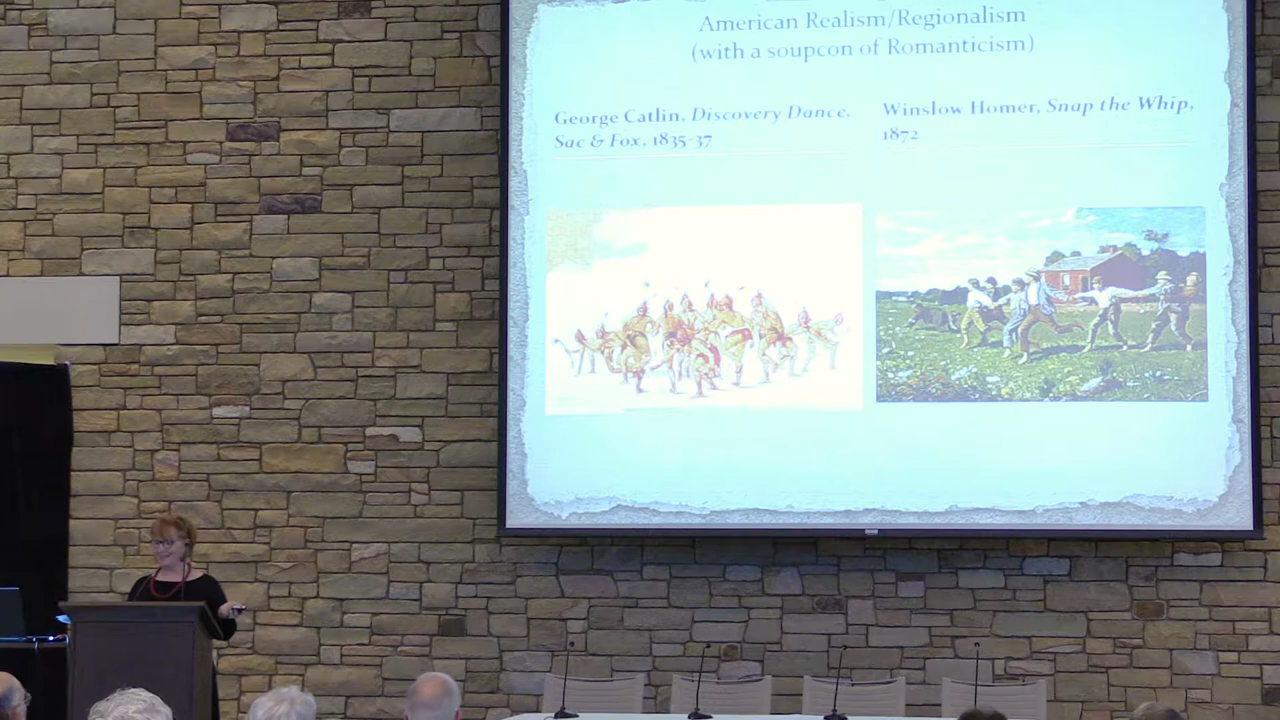 American Realism/Regionalism
(with a soupcon of Romanticism)
George Catlin, Discovery Dance,
Sac & Fox, 1835-37
Winslow Homer, Snap the Whip,
1872